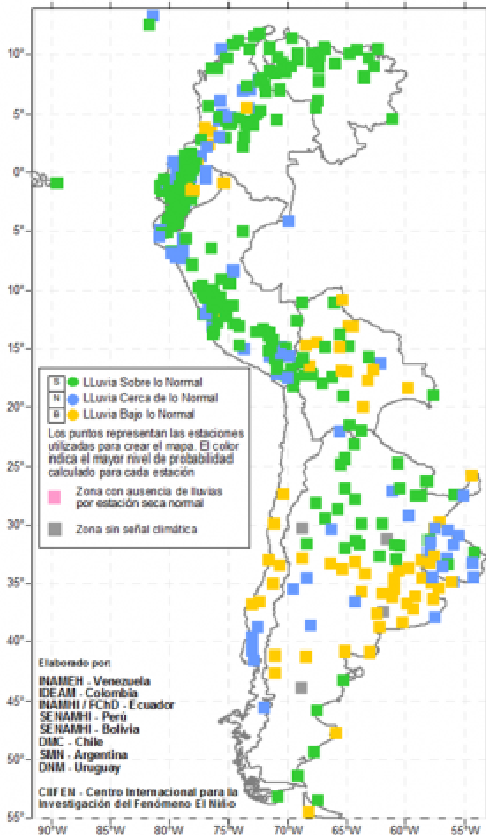 10°
5°
0°
5°
10°
15°
20°
25°
30°
35°
40°
45°
50°
55°
S LLuvia Sobre lo Normal
N LLuvia Cerca de lo Normal
B LLuvia Bajo lo Normal
Los puntos representan las estaciones
utilizadas para crear el mapa. El color
indica el mayor nivel de probabilidad
calculado para cada estación
Zona con ausencia de lluvias
por estación seca normal
Zona sin señal climática
Elaborado por:
INAMEH - Venezuela
IDEAM - Colombia
INAMHI / FChD - Ecuador
SENAMHI - Perú
SENAMHI - Bolivia
DMC - Chile
SMN - Argentina
DNM - Uruguay
CIIFEN - Centro Internacional para la
Investigación del Fenómeno El Niño
90°W 85°W 80°W 75°W 70°W 65°W 60°W 55°W